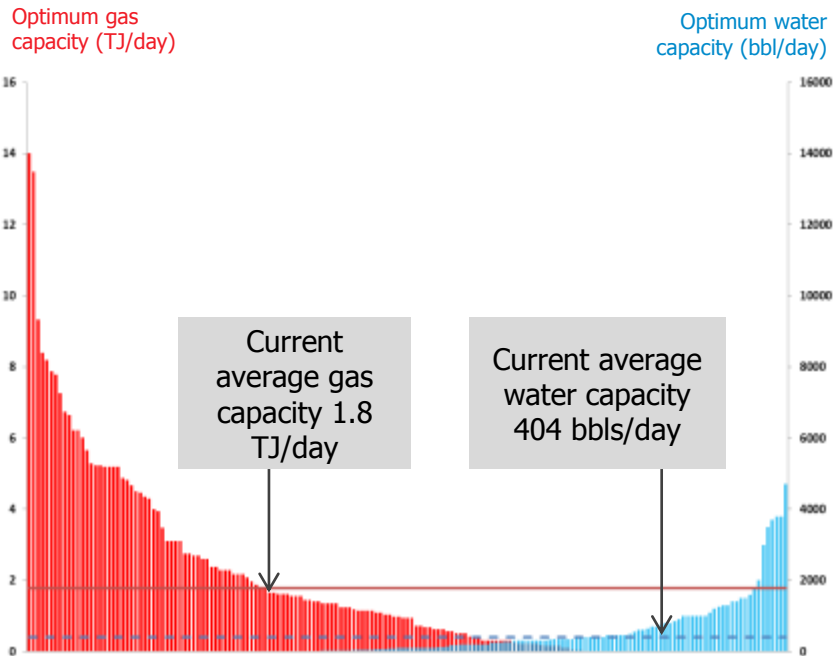 Optimum gas
capacity (TJ/day)
Optimum water
capacity (bbl/day)
16
14
12
10
8
6
4
2
0
16000
14000
12000
10000
8000
6000
4000
2000
0
Current
average gas
capacity 1.8
TJ/day
Current average
water capacity
404 bbls/day